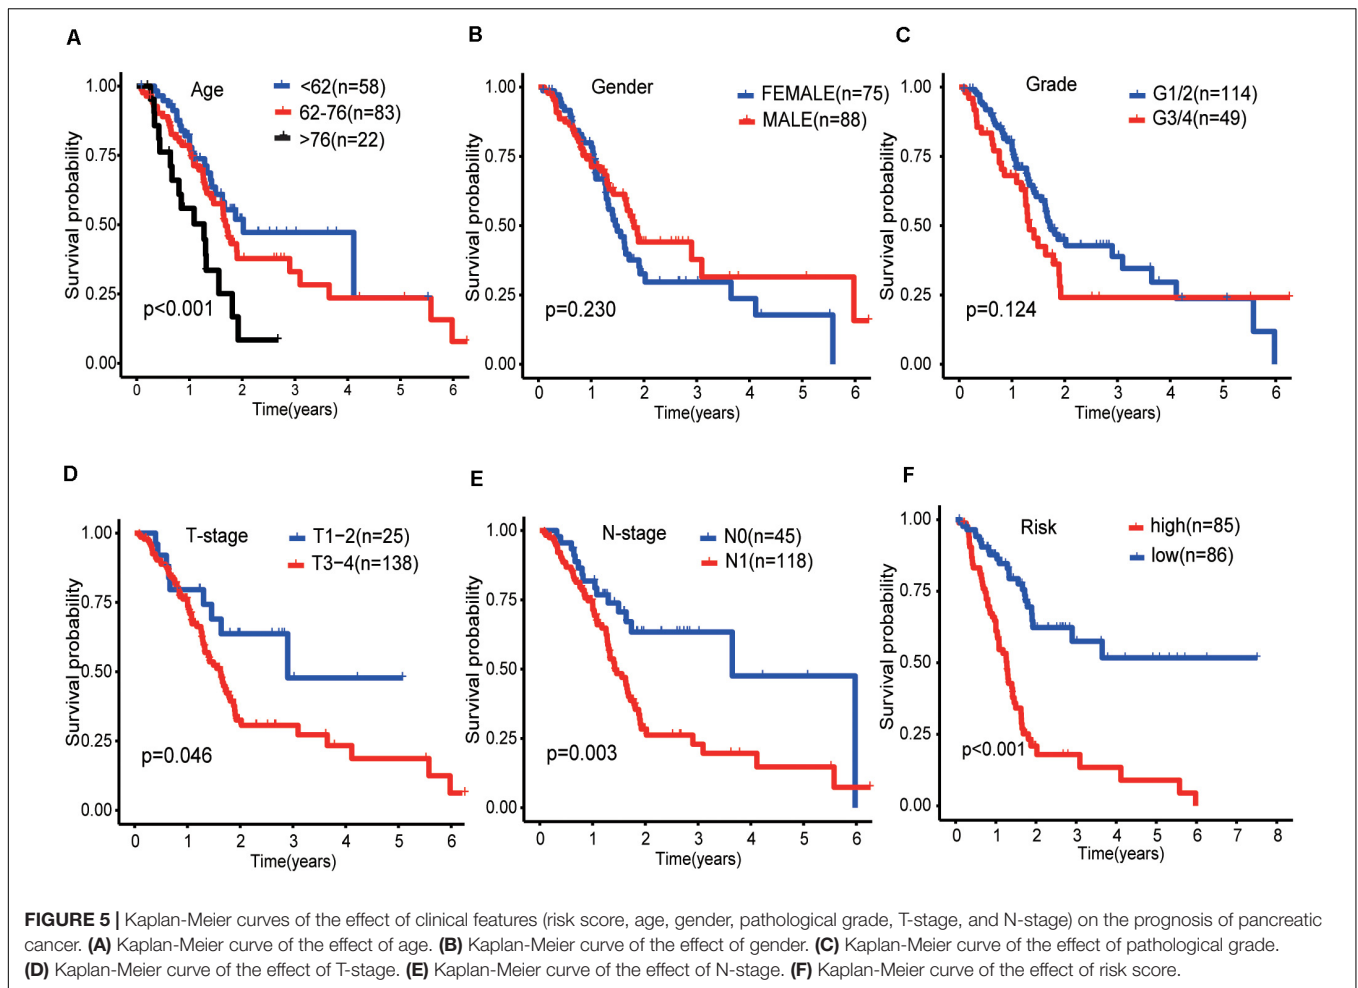 A
Age
<62(n=58)
62-76(n=83)
>76(n=22)
Survival probability
1.00
0.75
0.50
0.25
0.00
p<0.001
0 1 2 3 4 5 6
Time(years)
B
Gender
FEMALE(n=75)
MALE(n=88)
Survival probability
1.00
0.75
0.50
0.25
0.00
p=0.230
0 1 2 3 4 5 6
Time(years)
C
Grade
G1/2(n=114)
G3/4(n=49)
Survival probability
1.00
0.75
0.50
0.25
0.00
p=0.124
0 1 2 3 4 5 6
Time(years)
D
T-stage
T1-2(n=25)
T3-4(n=138)
Survival probability
1.00
0.75
0.50
0.25
0.00
p=0.046
0 1 2 3 4 5 6
Time(years)
E
N-stage
N0(n=45)
N1(n=118)
Survival probability
1.00
0.75
0.50
0.25
0.00
p=0.003
0 1 2 3 4 5 6
Time(years)
F
Risk
high(n=85)
low(n=86)
Survival probability
1.00
0.75
0.50
0.25
0.00
p<0.001
0 1 2 3 4 5 6 7 8
Time(years)
FIGURE 5 | Kaplan-Meier curves of the effect of clinical features (risk score, age, gender, pathological grade, T-stage, and N-stage) on the prognosis of pancreatic
cancer. (A) Kaplan-Meier curve of the effect of age. (B) Kaplan-Meier curve of the effect of gender. (C) Kaplan-Meier curve of the effect of pathological grade.
(D) Kaplan-Meier curve of the effect of T-stage. (E) Kaplan-Meier curve of the effect of N-stage. (F) Kaplan-Meier curve of the effect of risk score.